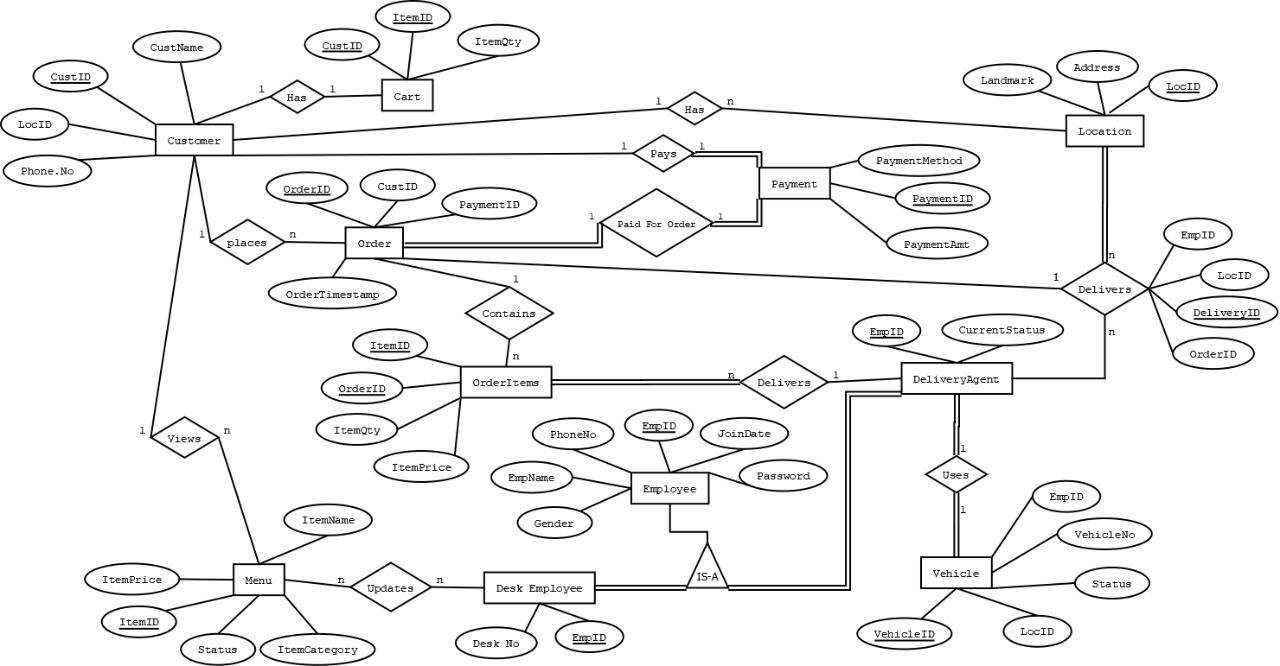 ItemID
CustID
ItemQty
CustName
CustID
1
Has
1
Cart
LocID
Customer
Phone.No
1
Has
n
Landmark
Address
LocID
Location
1
Pays
1
PaymentMethod
Payment
PaymentID
PaymentAmt
OrderID
CustID
PaymentID
1
Paid For Order
1
1
places
n
Order
OrderTimestamp
EmpID
LocID
DeliveryID
OrderID
n
1
Delivers
n
1
Contains
n
ItemID
OrderID
ItemQty
ItemPrice
OrderItems
n
Delivers
1
EmpID
CurrentStatus
DeliveryAgent
1
Views
n
PhoneNo
EmpID
JoinDate
EmpName
Password
Employee
Gender
1
Uses
1
EmpID
VehicleNo
Vehicle
Status
VehicleID
LocID
ItemName
ItemPrice
Menu
n
Updates
n
Desk Employee
IS-A
ItemID
Status
ItemCategory
Desk No
EmpID